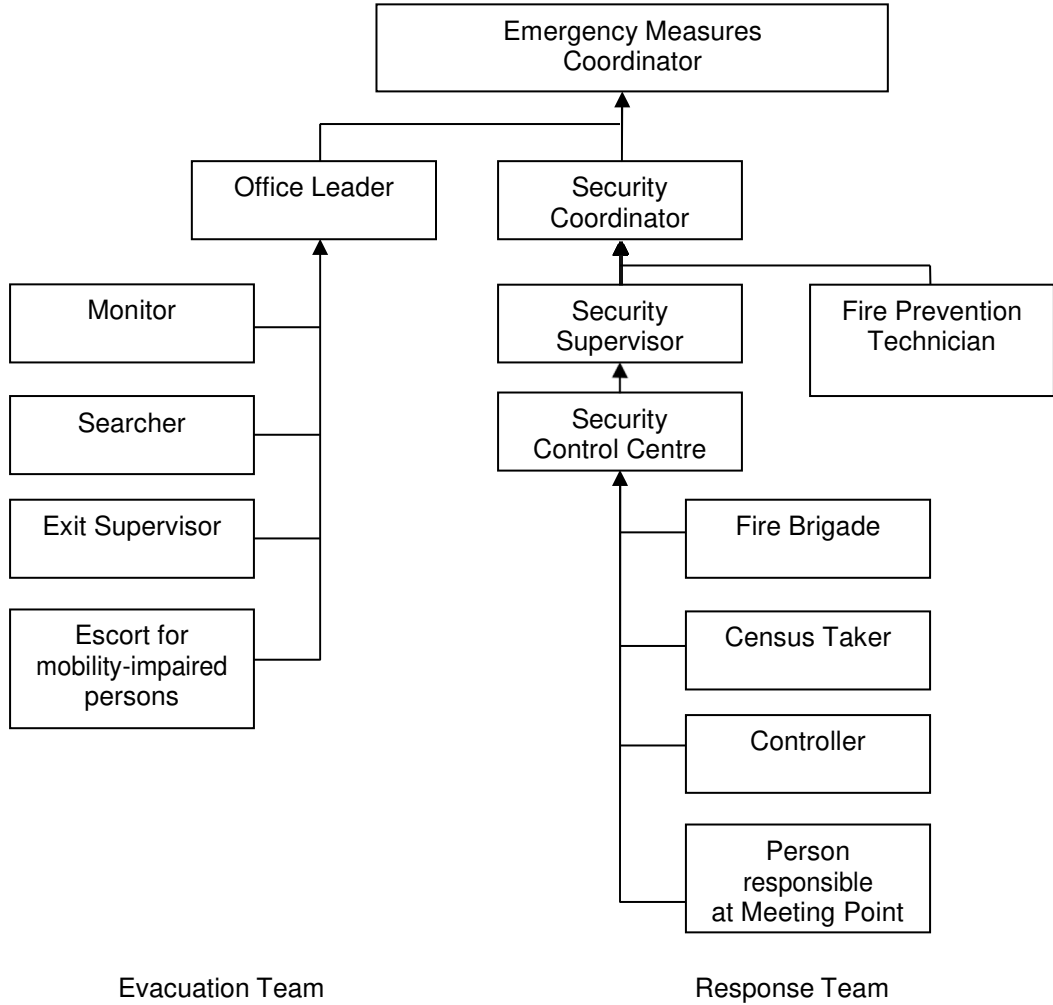 Emergency Measures
Coordinator
Office Leader
Security
Coordinator
Monitor
Security
Supervisor
Fire Prevention
Technician
Searcher
Security
Control Centre
Exit Supervisor
Fire Brigade
Escort for
mobility-impaired
persons
Census Taker
Controller
Person
responsible
at Meeting Point
Evacuation Team
Response Team